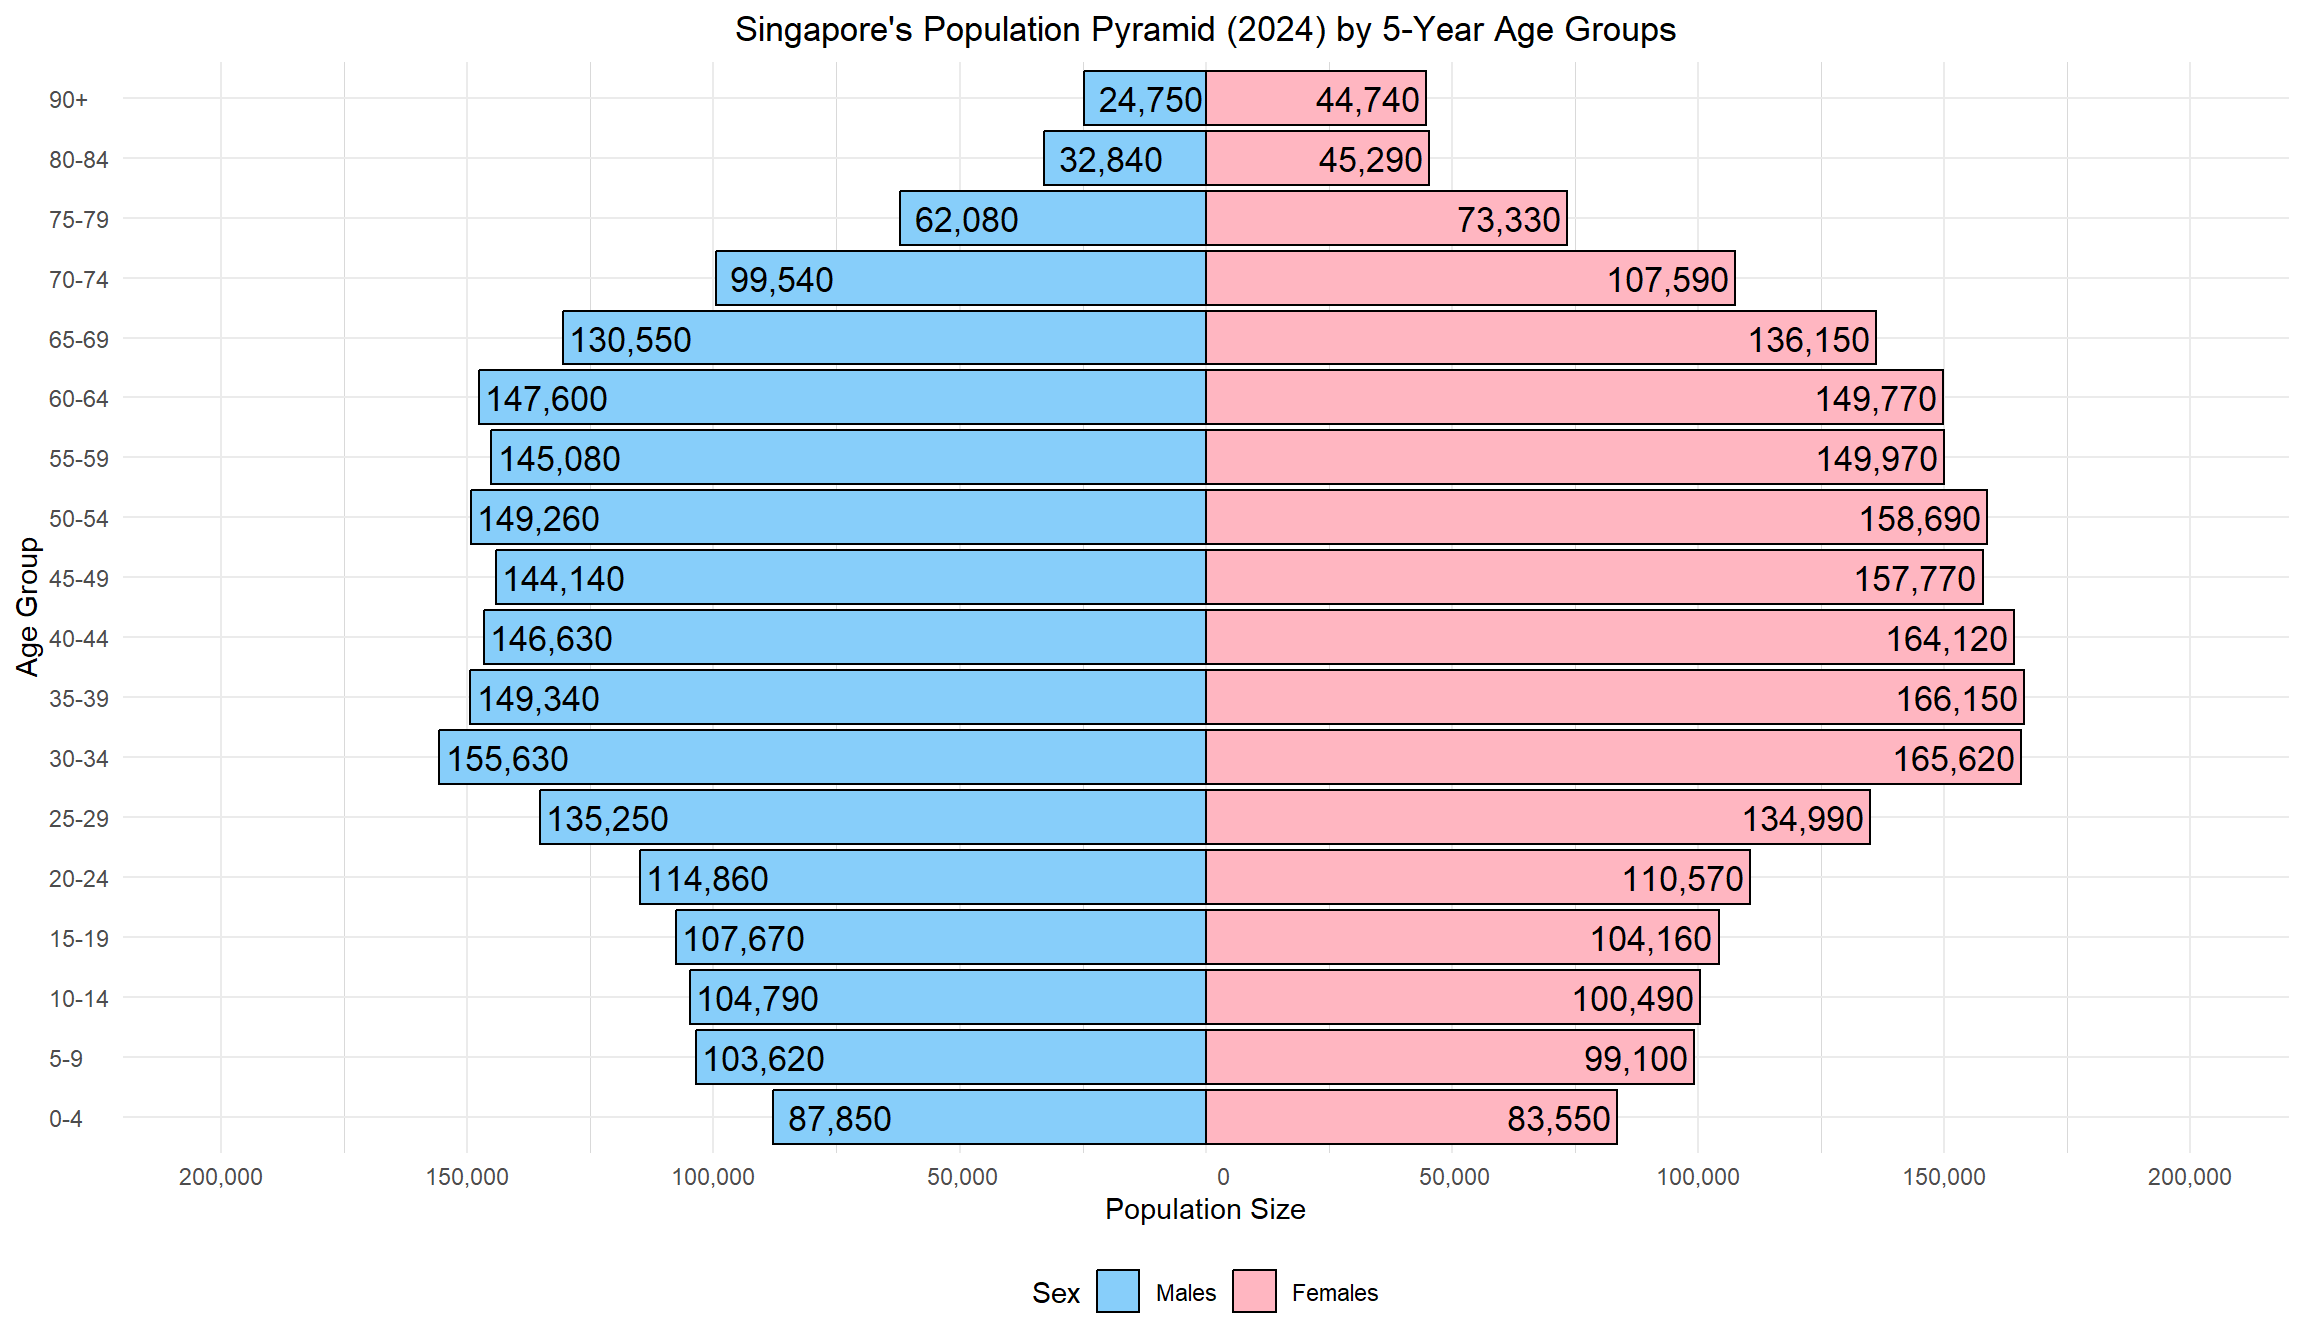 Singapore's Population Pyramid (2024) by 5-Year Age Groups
90+ 24,750 44,740
80-84 32,840 45,290
75-79 62,080 73,330
70-74 99,540 107,590
65-69 130,550 136,150
60-64 147,600 149,770
55-59 145,080 149,970
50-54 149,260 158,690
45-49 144,140 157,770
40-44 146,630 164,120
35-39 149,340 166,150
30-34 155,630 165,620
25-29 135,250 134,990
20-24 114,860 110,570
15-19 107,670 104,160
10-14 104,790 100,490
5-9 103,620 99,100
0-4 87,850 83,550
Age Group
200,000 150,000 100,000 50,000 0 50,000 100,000 150,000 200,000
Population Size
Sex Males Females